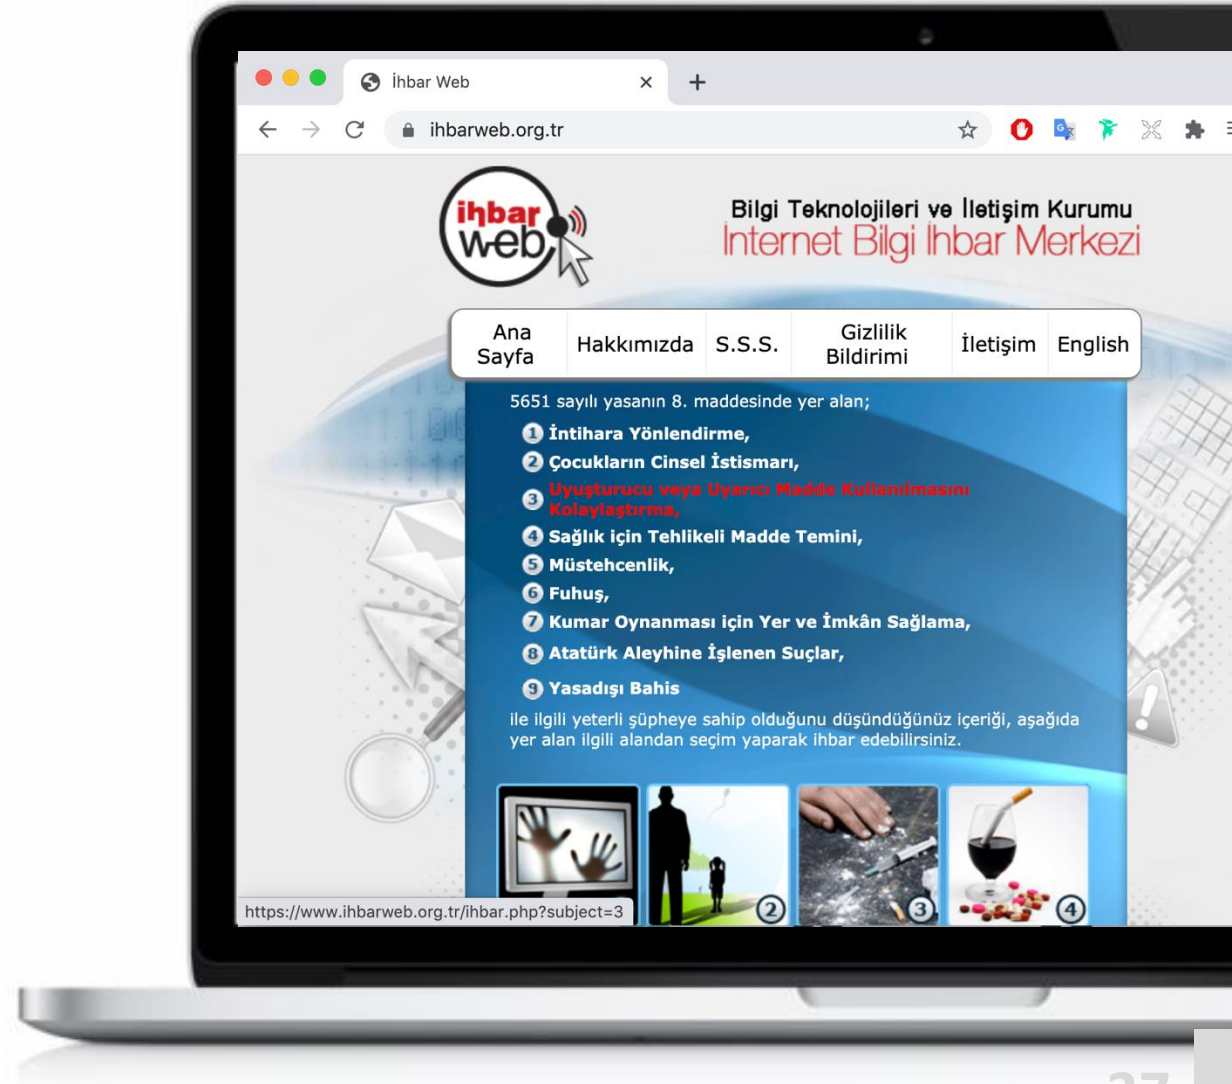 İhbar Web
ihbarweb.org.tr
ihbar
web
Bilgi Teknolojileri ve İletişim Kurumu
İnternet Bilgi İhbar Merkezi
Ana Sayfa
Hakkımızda
S.S.S.
Gizlilik Bildirimi
İletişim
English
5651 sayılı yasanın 8. maddesinde yer alan;
1 İntihara Yönlendirme,
2 Çocukların Cinsel İstismarı,
3 Uyuşturucu veya Uyarıcı Madde Kullanılmasını
Kolaylaştırma,
4 Sağlık için Tehlikeli Madde Temini,
5 Müstehcenlik,
6 Fuhuş,
7 Kumar Oynanması için Yer ve İmkân Sağlama,
8 Atatürk Aleyhine İşlenen Suçlar,
9 Yasadışı Bahis
ile ilgili yeterli şüpheye sahip olduğunu düşündüğünüz içeriği, aşağıda
yer alan ilgili alandan seçim yaparak ihbar edebilirsiniz.
2
3
4
https://www.ihbarweb.org.tr/ihbar.php?subject=3